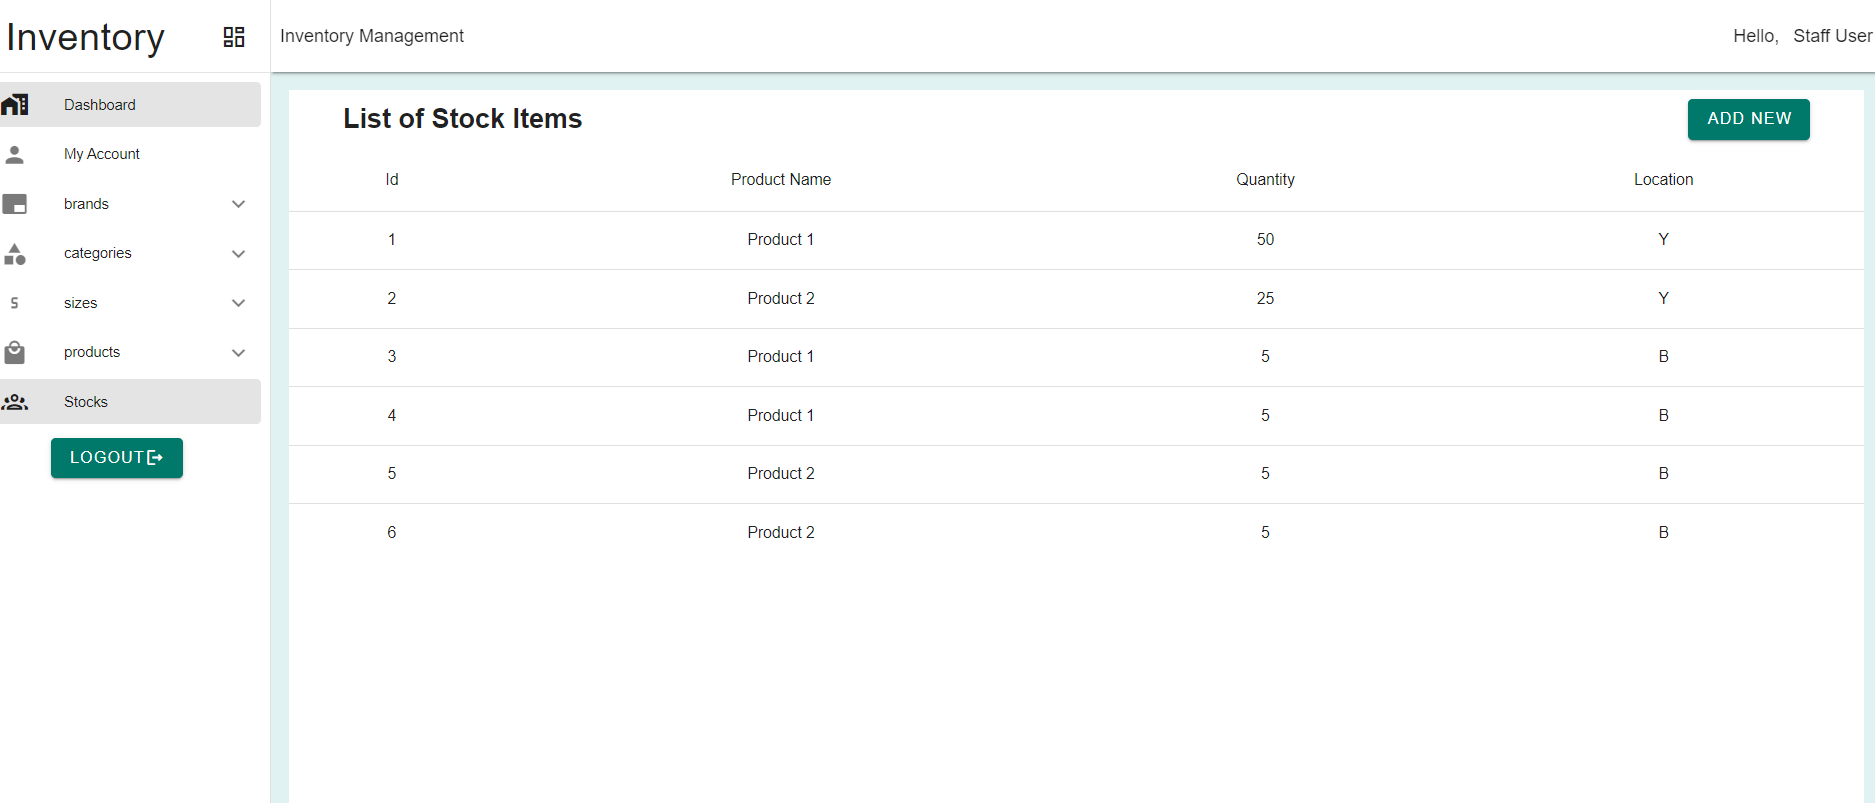 Inventory
Inventory Management
Hello, Staff User
Dashboard
My Account
brands
categories
S
sizes
products
Stocks
LOGOUT
List of Stock Items
ADD NEW
Id Product Name Quantity Location
1 Product 1 50 Y
2 Product 2 25 Y
3 Product 1 5 B
4 Product 1 5 B
5 Product 2 5 B
6 Product 2 5 B